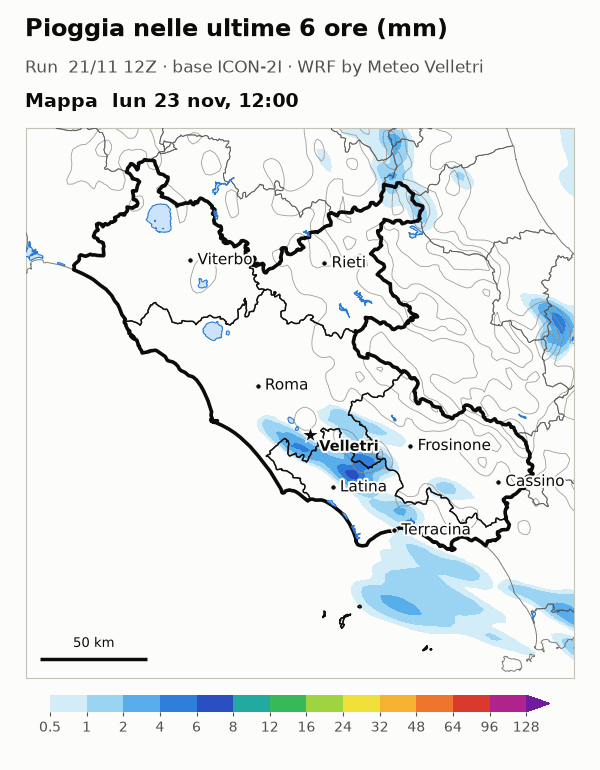 Pioggia nelle ultime 6 ore (mm)
Run 21/11 12Z · base ICON-2I · WRF by Meteo Velletri
Mappa lun 23 nov, 12:00
Viterbo
Rieti
Roma
Velletri
Frosinone
Latina
Cassino
Terracina
50 km
0.5 1 2 4 6 8 12 16 24 32 48 64 96 128